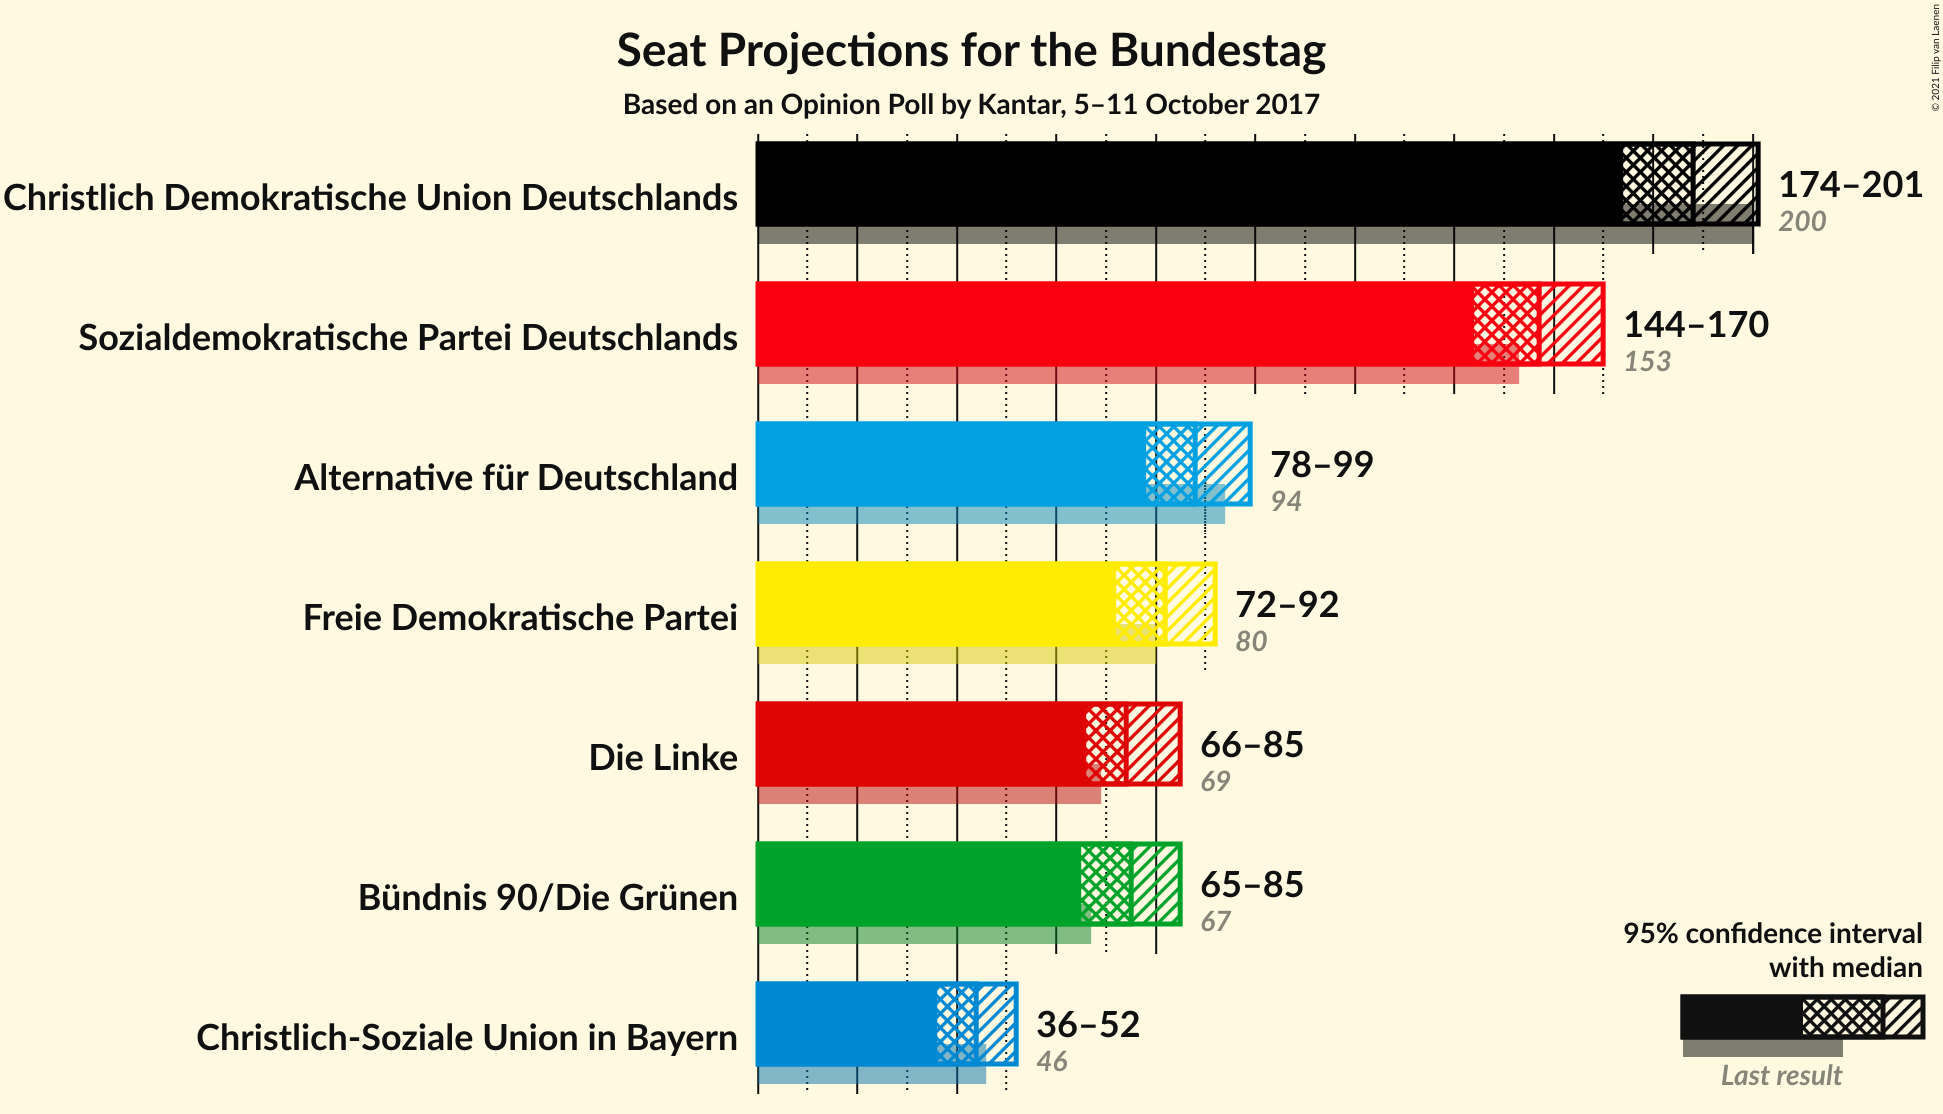 Seat Projections for the Bundestag
Based on an Opinion Poll by Kantar, 5–11 October 2017
© 2021 Filip van Laenen
Christlich Demokratische Union Deutschlands
174–201
200
Sozialdemokratische Partei Deutschlands
144–170
153
Alternative für Deutschland
78–99
94
Freie Demokratische Partei
72–92
80
Die Linke
66–85
69
Bündnis 90/Die Grünen
65–85
67
Christlich-Soziale Union in Bayern
36–52
46
95% confidence interval
with median
Last result